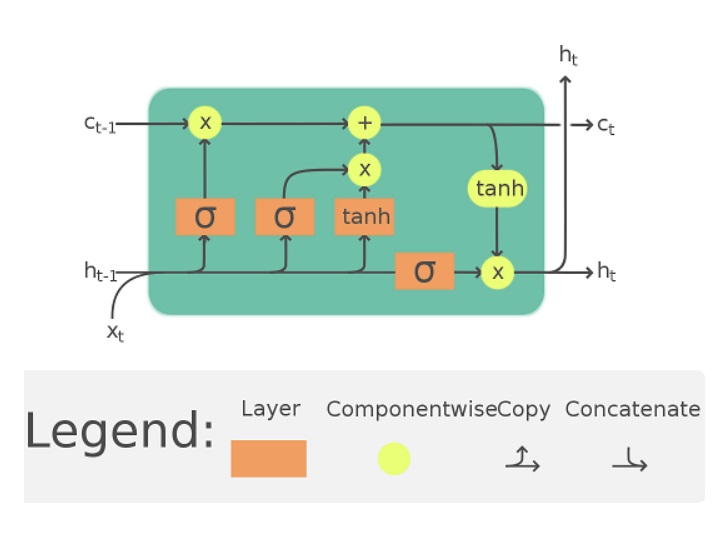 h_t
c_{t-1} x + c_t
x
tanh
σ σ tanh
h_{t-1} σ x h_t
x_t
Layer ComponentwiseCopy Concatenate
Legend: